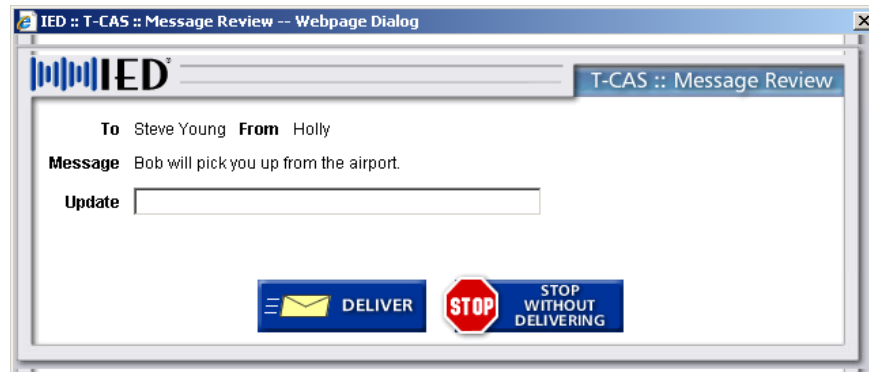 IED :: T-CAS :: Message Review -- Webpage Dialog
IED®
T-CAS :: Message Review
To Steve Young From Holly
Message Bob will pick you up from the airport.
Update
DELIVER
STOP
STOP
WITHOUT
DELIVERING